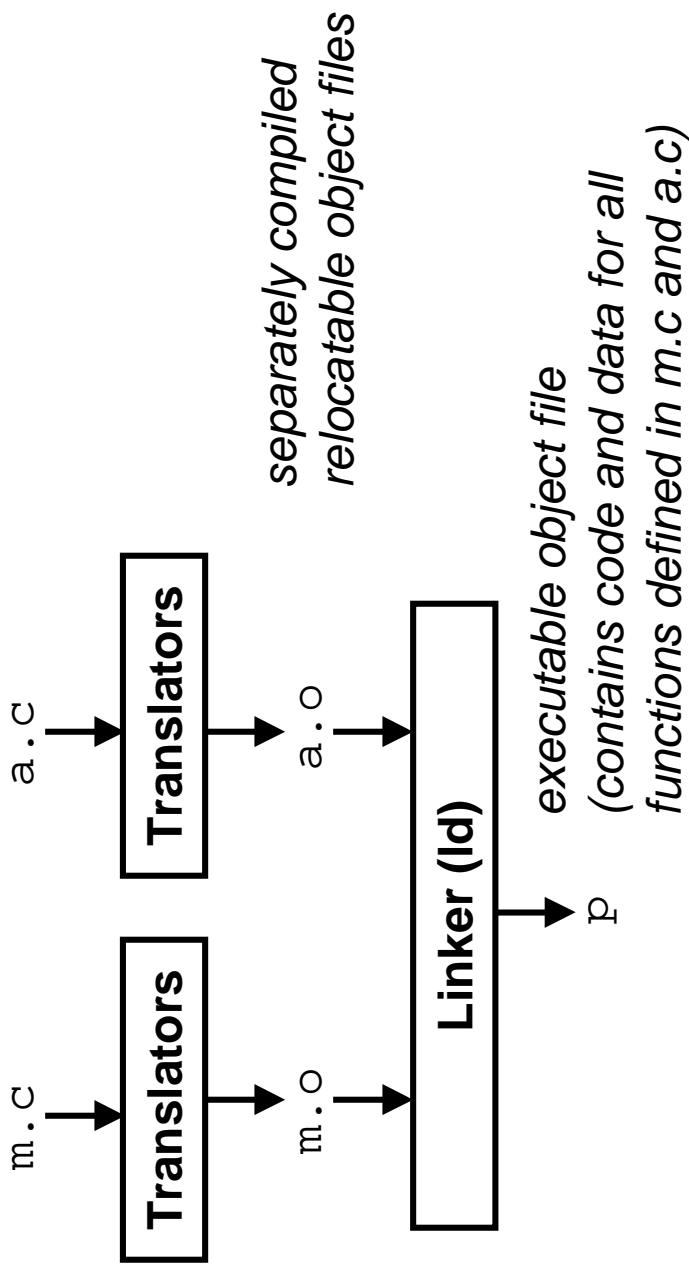 m.c
a.c
Translators
Translators
m.o
a.o
separately compiled
relocatable object files
Linker (ld)
p
executable object file
(contains code and data for all
functions defined in m.c and a.c)